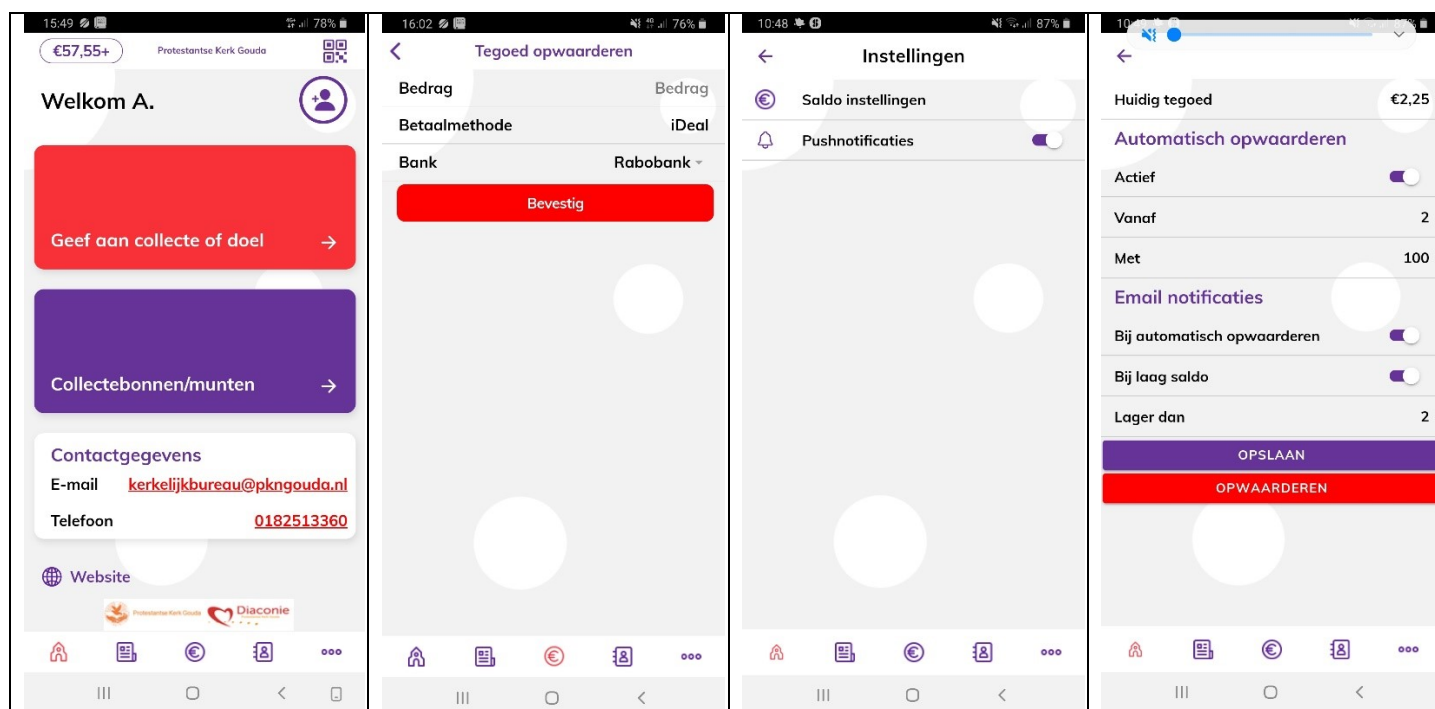 15:49 78%
€57,55+ Protestantse Kerk Gouda
Welkom A.
Geef aan collecte of doel →
Collectebonnen/munten →
Contactgegevens
E-mail kerkelijkbureau@pkngouda.nl
Telefoon 0182513360
Website
Protestantse Kerk Gouda Diaconie
16:02 76%
Tegoed opwaarderen
Bedrag Bedrag
Betaalmethode iDeal
Bank Rabobank
Bevestig
10:48 87%
Instellingen
Saldo instellingen
Pushnotificaties
Huidig tegoed €2,25
Automatisch opwaarderen
Actief
Vanaf 2
Met 100
Email notificaties
Bij automatisch opwaarderen
Bij laag saldo
Lager dan 2
OPSLAAN
OPWAARDEREN